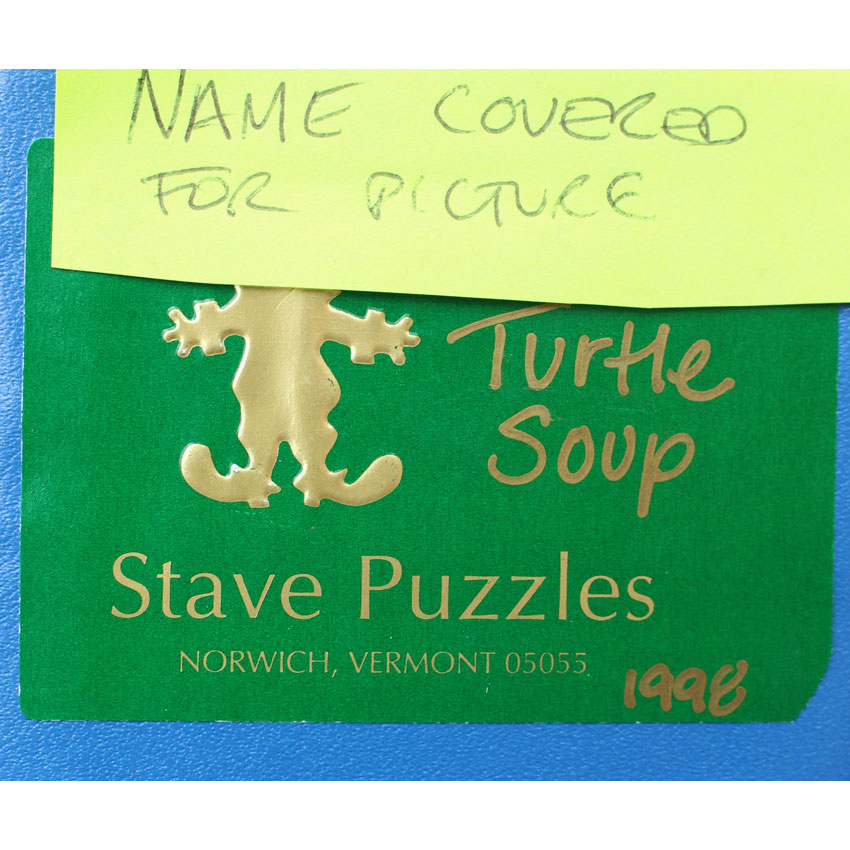 NAME COVERED
FOR PICTURE
Turtle
Soup
Stave Puzzles
NORWICH, VERMONT 05055
1998